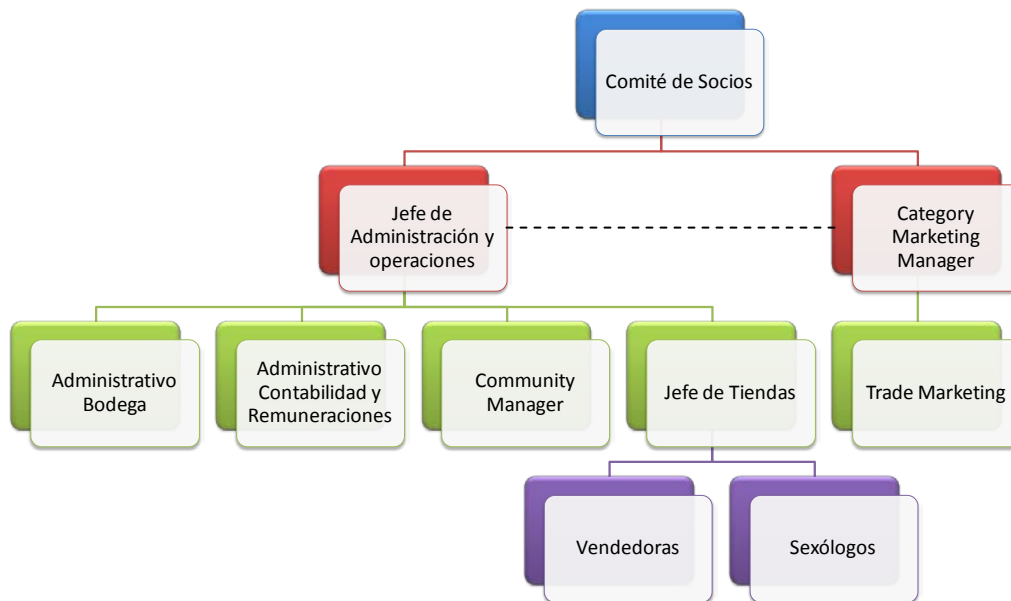 Comité de Socios
Jefe de
Administración y
operaciones
Category
Marketing
Manager
Administrativo
Bodega
Administrativo
Contabilidad y
Remuneraciones
Community
Manager
Jefe de Tiendas
Trade Marketing
Vendedoras
Sexólogos